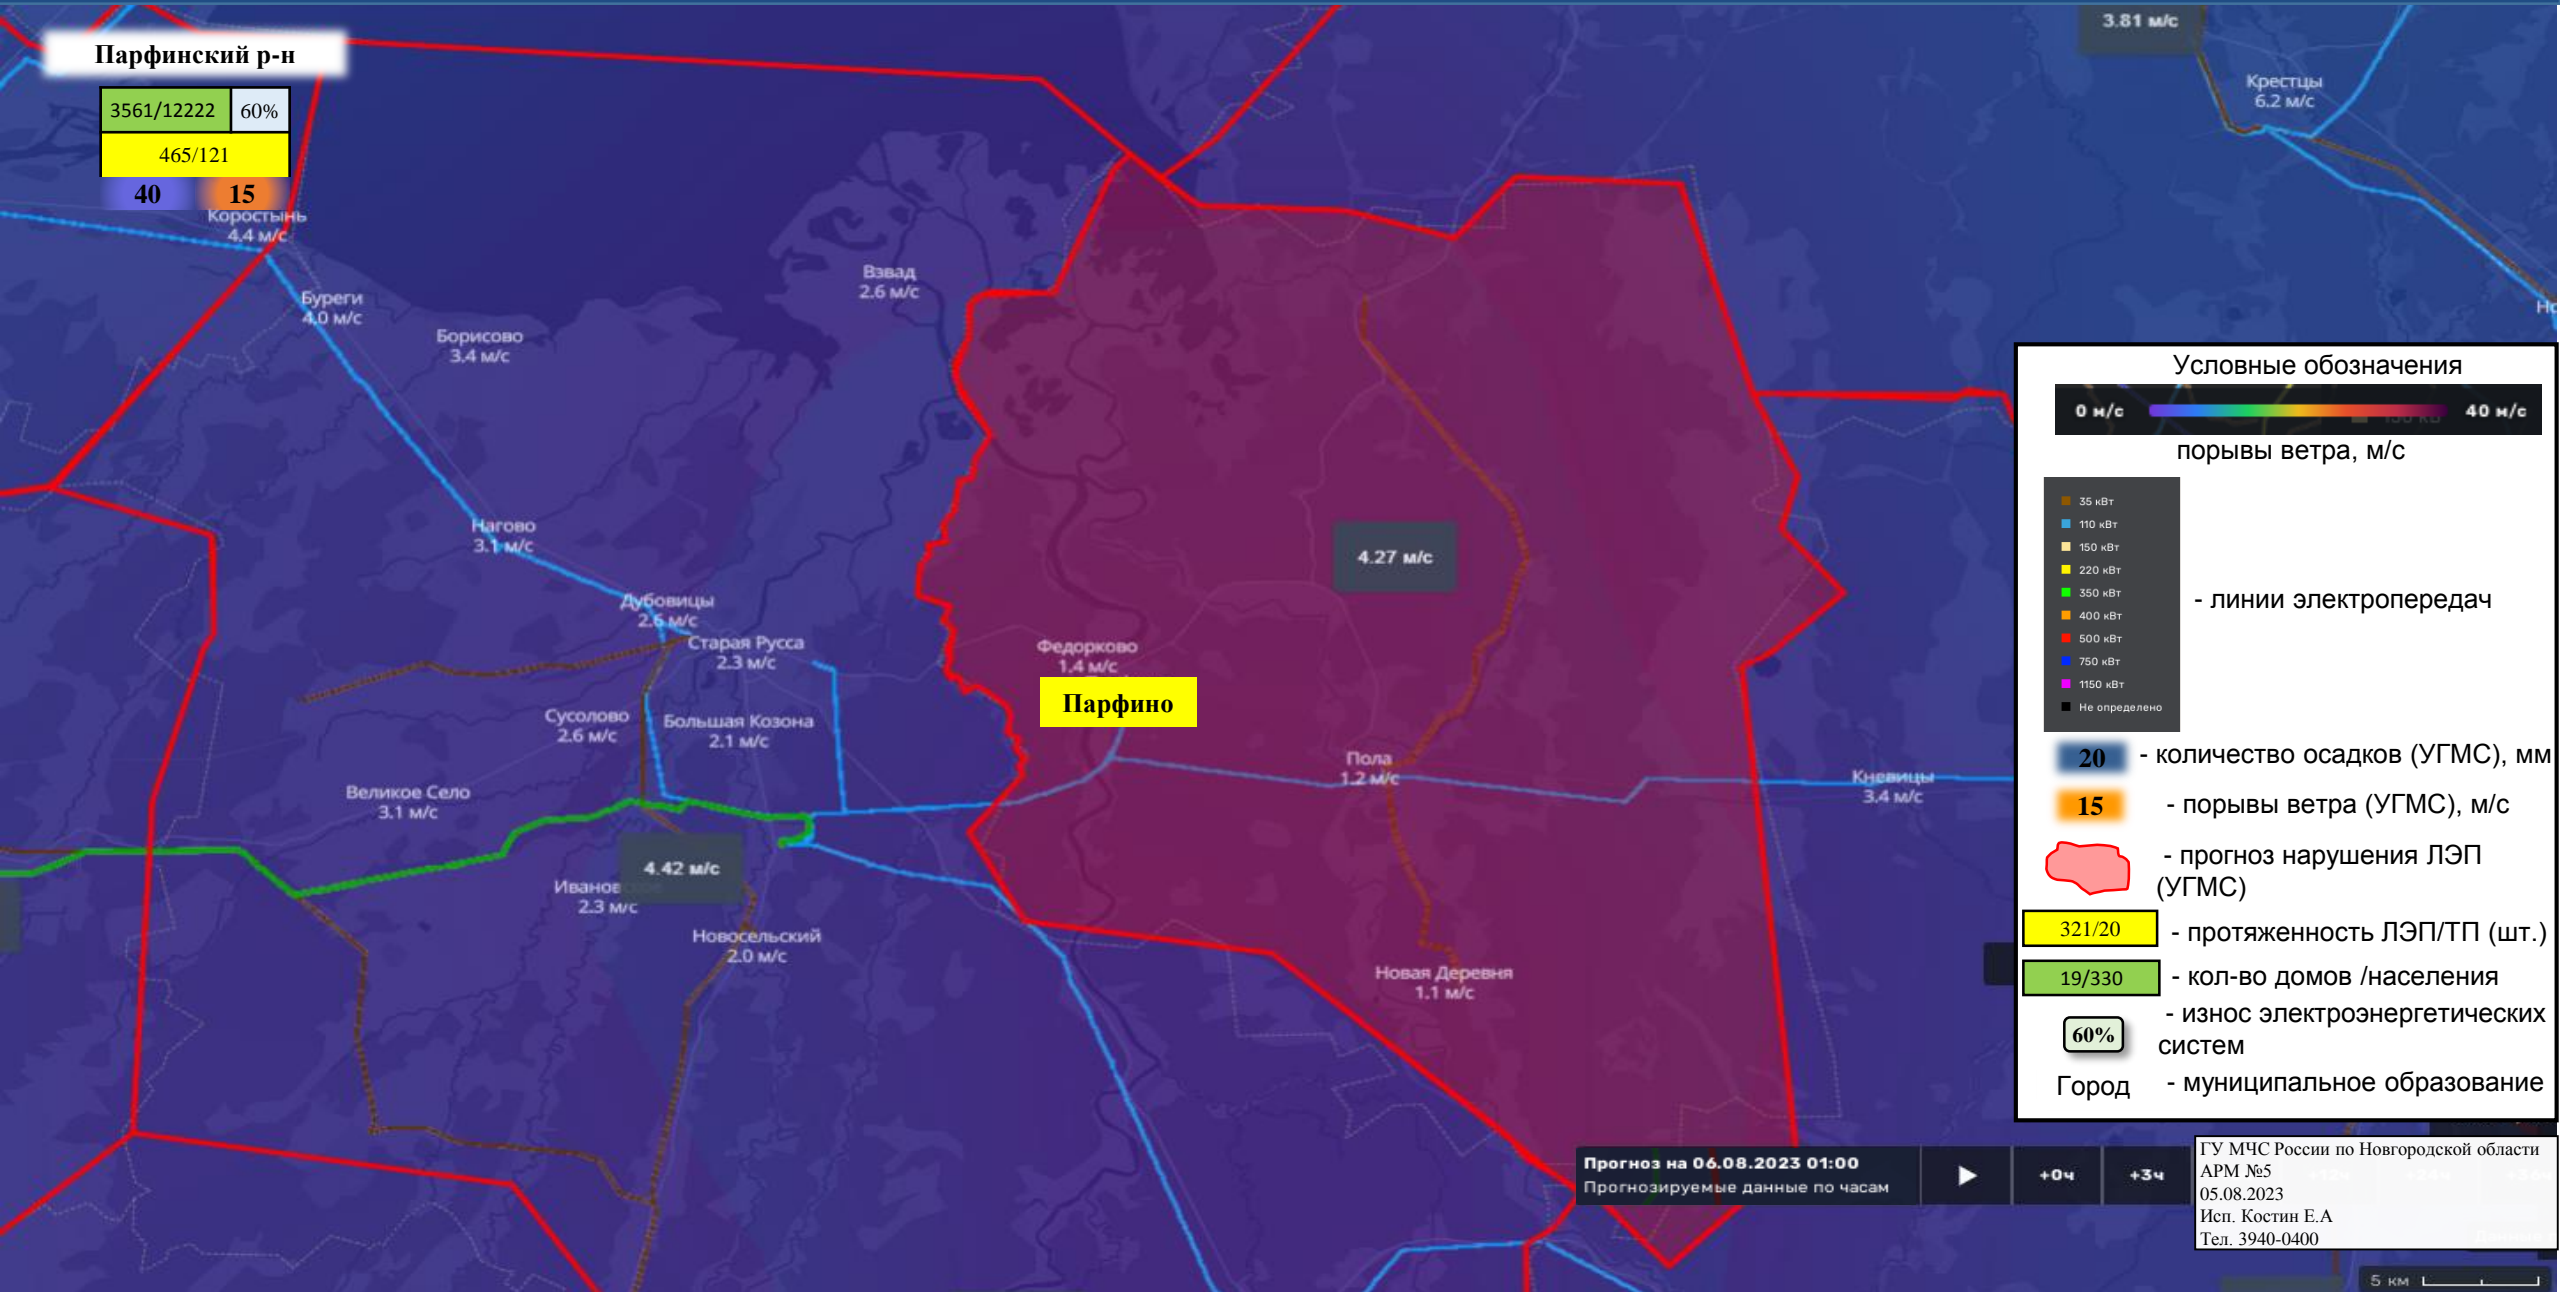 Парфинский р-н
3561/12222 60%
465/121
40 15
Коростынь
4.4 м/с
Буреги
4.0 м/с
Борисово
3.4 м/с
Взвад
2.6 м/с
3.81 м/с
Крестцы
6.2 м/с
Нагово
3.1 м/с
Дубовицы
2.6 м/с
Старая Русса
2.3 м/с
Сусолово
2.6 м/с
Большая Козона
2.1 м/с
Великое Село
3.1 м/с
4.42 м/с
2.3 м/с
Новосельский
2.0 м/с
4.27 м/с
Федорково
1.4 м/с
Парфино
Пола
1.2 м/с
Кневицы
3.4 м/с
Новая Деревня
1.1 м/с
Условные обозначения
0 м/с 40 м/с
порывы ветра, м/с
35 кВт
110 кВт
150 кВт
220 кВт
350 кВт
400 кВт
500 кВт
750 кВт
1150 кВт
Не определено
- линии электропередач
20 - количество осадков (УГМС), мм
15 - порывы ветра (УГМС), м/с
- прогноз нарушения ЛЭП
(УГМС)
321/20 - протяженность ЛЭП/ТП (шт.)
19/330 - кол-во домов /населения
60% - износ электроэнергетических
систем
Город - муниципальное образование
Прогноз на 06.08.2023 01:00
Прогнозируемые данные по часам
+0ч +3ч
ГУ МЧС России по Новгородской области
АРМ №5
05.08.2023
Исп. Костин Е.А
Тел. 3940-0400
5 км